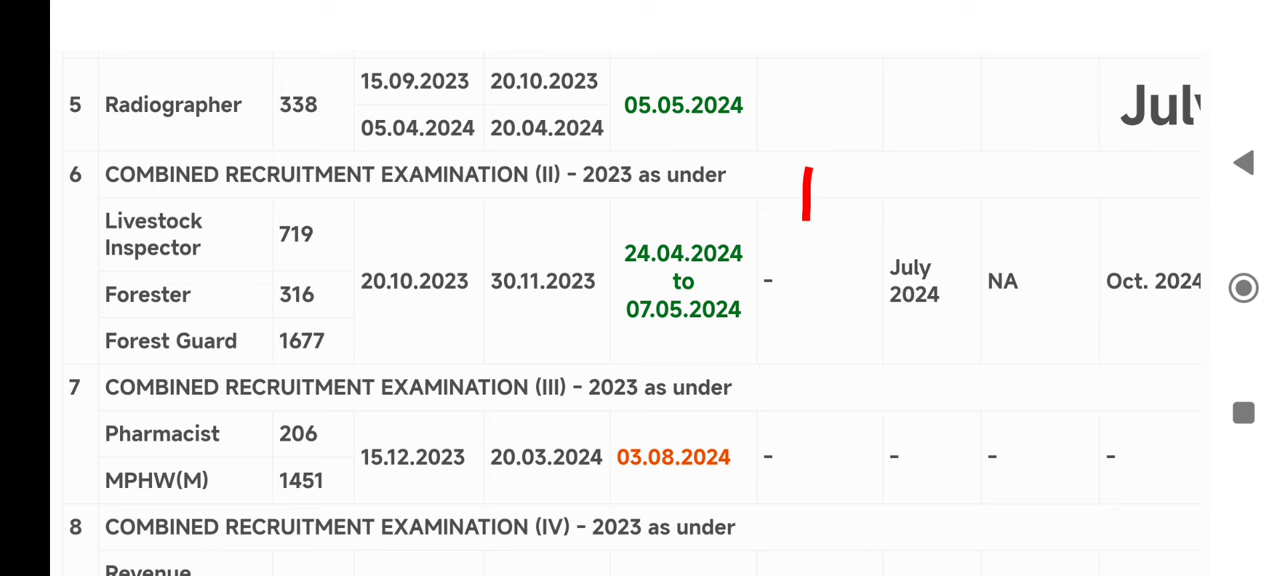 5 Radiographer 338 15.09.2023 20.10.2023 05.05.2024
05.04.2024 20.04.2024
6 COMBINED RECRUITMENT EXAMINATION (II) - 2023 as under
Livestock Inspector 719 20.10.2023 30.11.2023 24.04.2024 to 07.05.2024 - July 2024 NA Oct. 2024
Forester 316
Forest Guard 1677
7 COMBINED RECRUITMENT EXAMINATION (III) - 2023 as under
Pharmacist 206 15.12.2023 20.03.2024 03.08.2024 - - - -
MPHW(M) 1451
8 COMBINED RECRUITMENT EXAMINATION (IV) - 2023 as under
Revenue